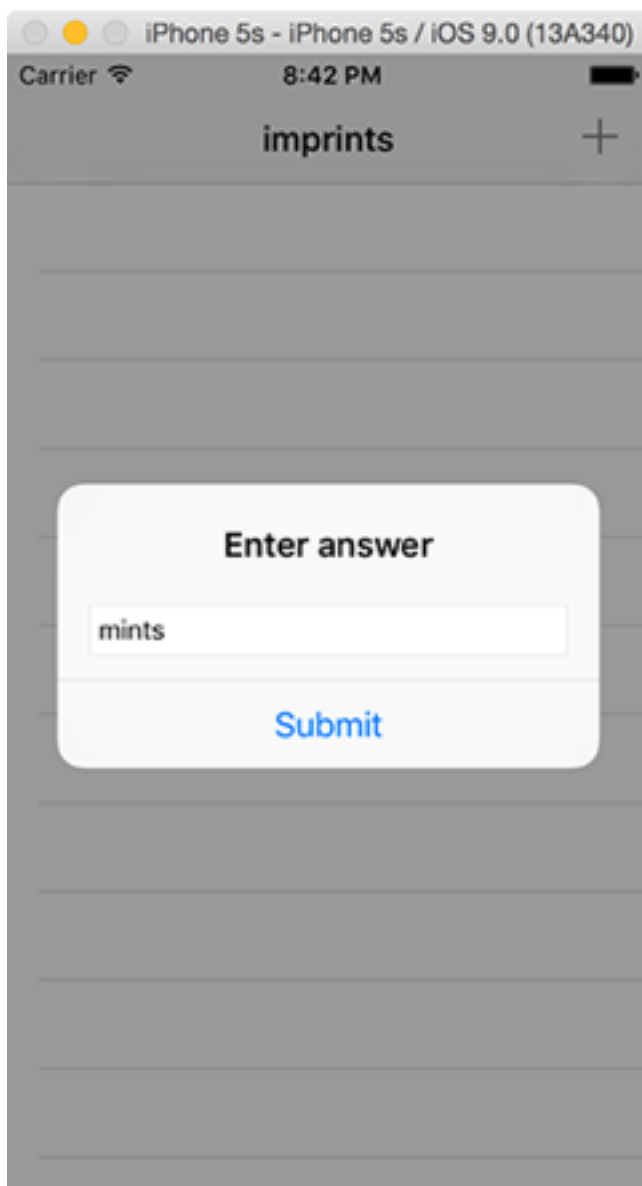 iPhone 5s - iPhone 5s / iOS 9.0 (13A340)
Carrier 8:42 PM
imprints
Enter answer
mints
Submit